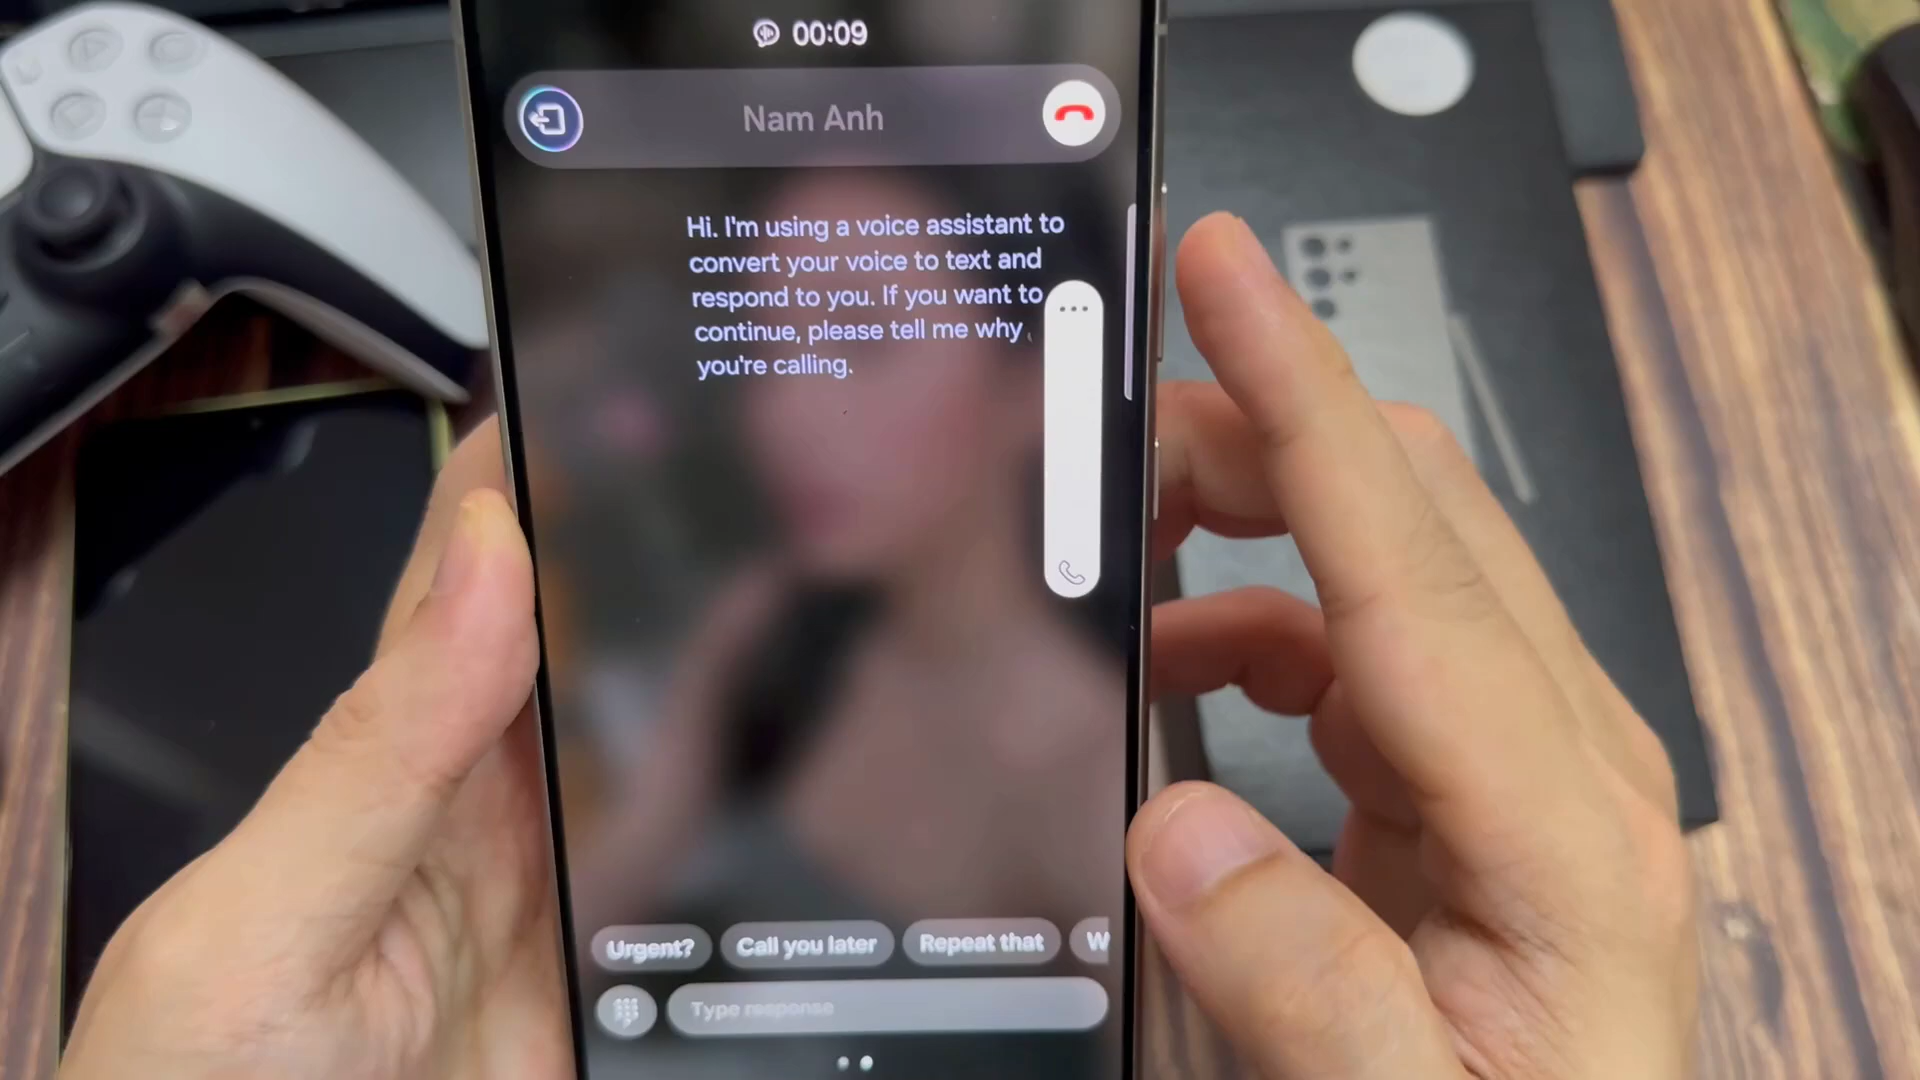 00:09
Nam Anh
Hi. I'm using a voice assistant to
convert your voice to text and
respond to you. If you want to
continue, please tell me why
you're calling.
Urgent? Call you later Repeat that W
Type response